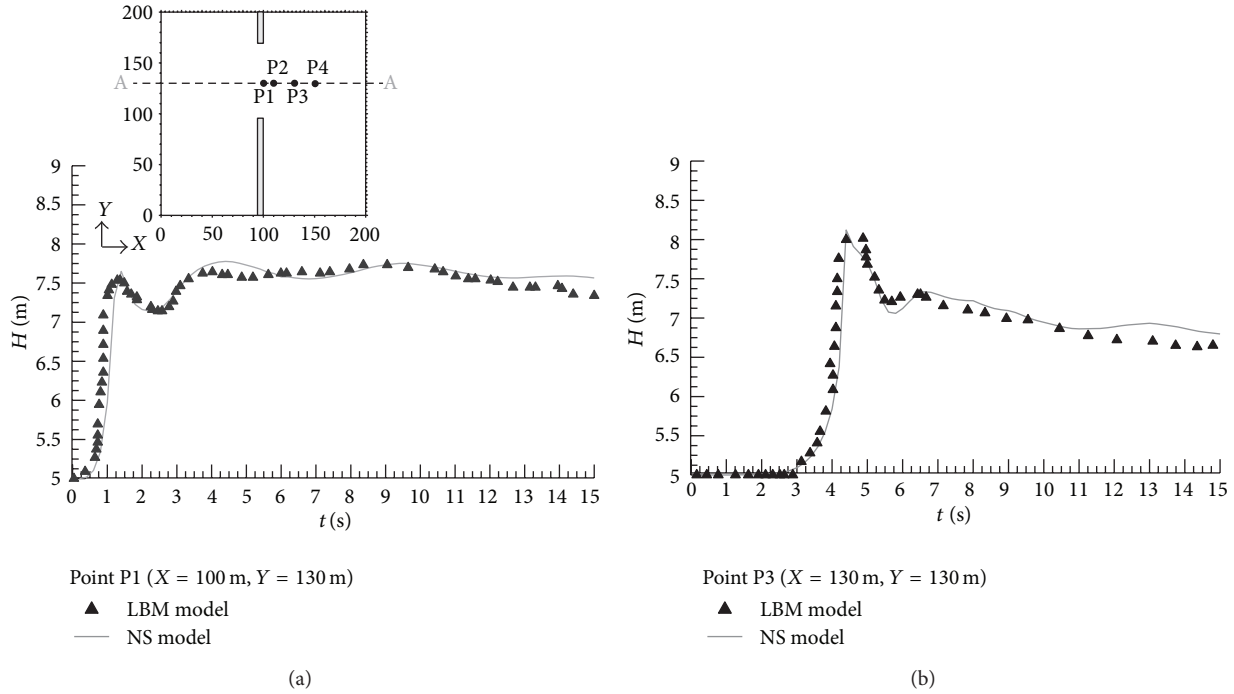 200
150
100
50
0
A
P2
P4
A
P1
P3
0
50
100
150
200
Y
X
9
8.5
8
7.5
7
6.5
6
5.5
5
H (m)
0 1 2 3 4 5 6 7 8 9 10 11 12 13 14 15
t (s)
Point P1 (X = 100 m, Y = 130 m)
LBM model
NS model
(a)
9
8.5
8
7.5
7
6.5
6
5.5
5
H (m)
0 1 2 3 4 5 6 7 8 9 10 11 12 13 14 15
t (s)
Point P3 (X = 130 m, Y = 130 m)
LBM model
NS model
(b)